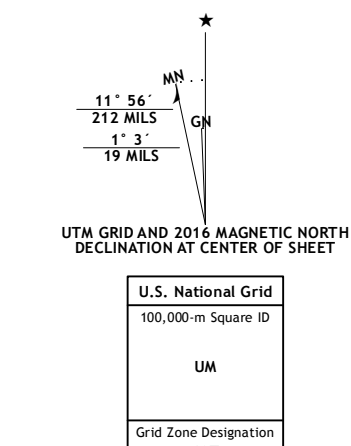 MN
GN
11° 56´
212 MILS
1° 3´
19 MILS
UTM GRID AND 2016 MAGNETIC NORTH
DECLINATION AT CENTER OF SHEET
U.S. National Grid
100,000-m Square ID
UM
Grid Zone Designation